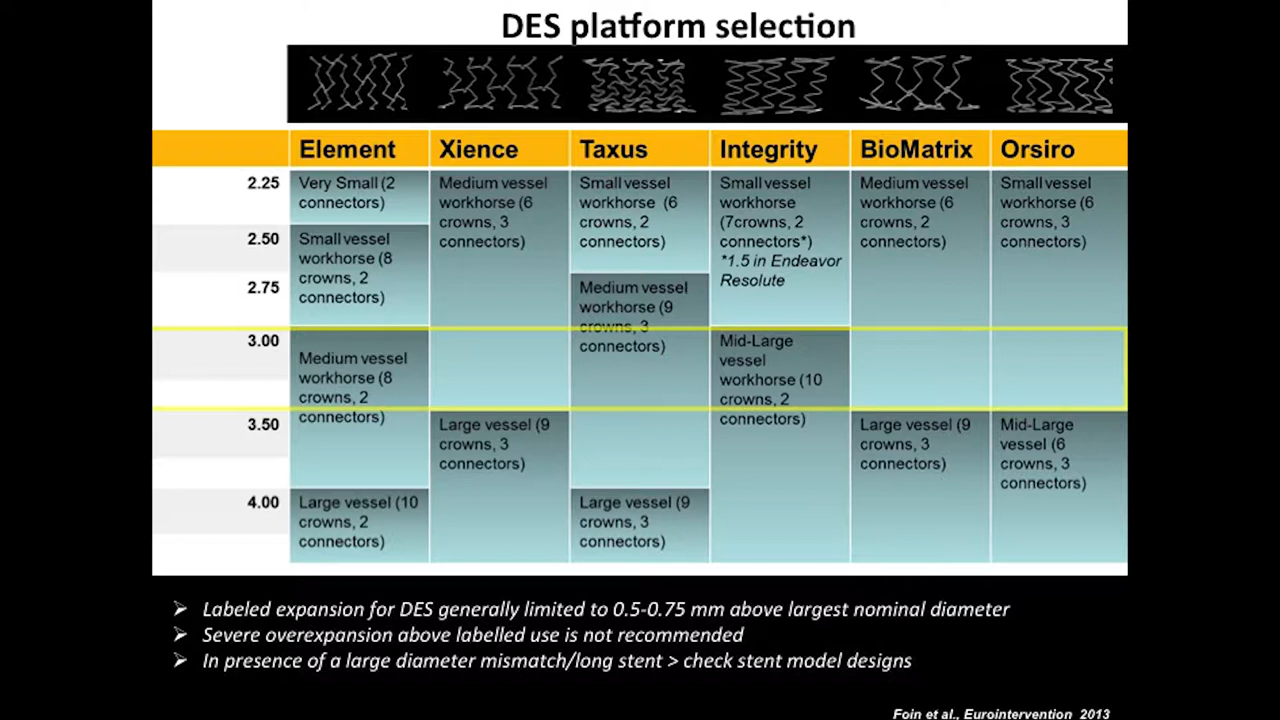 DES platform selection
Element Xience Taxus Integrity BioMatrix Orsiro
2.25
2.50
2.75
3.00
3.50
4.00
Very Small (2
connectors)
Small vessel
workhorse (8
crowns, 2
connectors)
Medium vessel
workhorse (8
crowns, 2
connectors)
Large vessel (10
crowns, 2
connectors)
Medium vessel
workhorse (6
crowns, 3
connectors)
Large vessel (9
crowns, 3
connectors)
Small vessel
workhorse (6
crowns, 2
connectors)
Medium vessel
workhorse (9
crowns, 3
connectors)
Large vessel (9
crowns, 3
connectors)
Small vessel
workhorse
(7crowns, 2
connectors*)
*1.5 in Endeavor
Resolute
Mid-Large
vessel
workhorse (10
crowns, 2
connectors)
Medium vessel
workhorse (6
crowns, 2
connectors)
Large vessel (9
crowns, 3
connectors)
Small vessel
workhorse (6
crowns, 3
connectors)
Mid-Large
vessel (6
crowns, 3
connectors)
➢ Labeled expansion for DES generally limited to 0.5-0.75 mm above largest nominal diameter
➢ Severe overexpansion above labelled use is not recommended
➢ In presence of a large diameter mismatch/long stent > check stent model designs
Foin et al., Eurointervention 2013